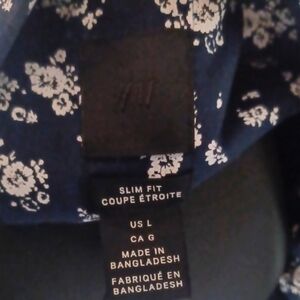 SLIM FIT
COUPE ÉTROITE
US L
CA G
MADE IN
BANGLADESH
FABRIQUÉ EN
BANGLADESH